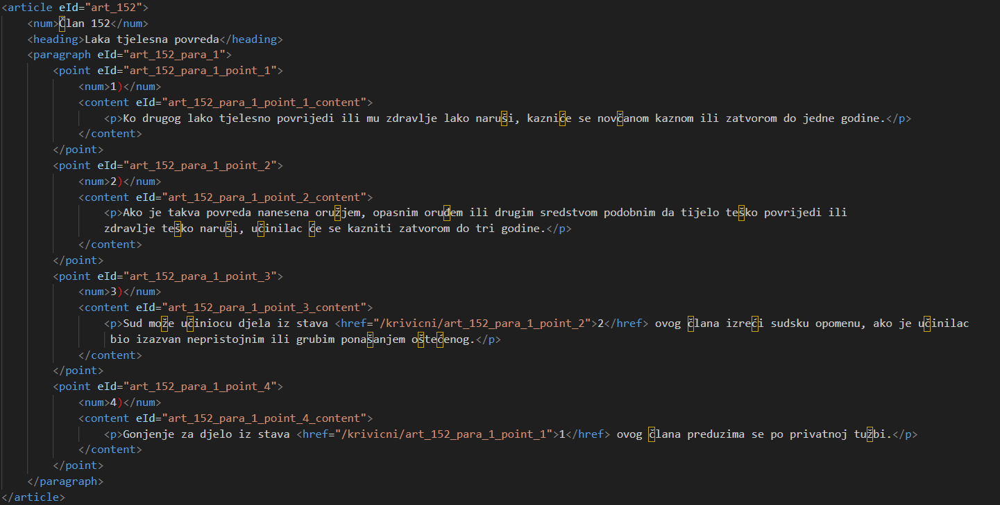 <article eId="art_152">
<num>Član 152</num>
<heading>Laka tjelesna povreda</heading>
<paragraph eId="art_152_para_1">
<point eId="art_152_para_1_point_1">
<num>1)</num>
<content eId="art_152_para_1_point_1_content">
<p>Ko drugog lako tjelesno povrijedi ili mu zdravlje lako naruši, kazniće se novčanom kaznom ili zatvorom do jedne godine.</p>
</content>
</point>
<point eId="art_152_para_1_point_2">
<num>2)</num>
<content eId="art_152_para_1_point_2_content">
<p>Ako je takva povreda nanesena oružjem, opasnim oruđem ili drugim sredstvom podobnim da tijelo teško povrijedi ili
zdravlje teško naruši, učinilac će se kazniti zatvorom do tri godine.</p>
</content>
</point>
<point eId="art_152_para_1_point_3">
<num>3)</num>
<content eId="art_152_para_1_point_3_content">
<p>Sud može učiniocu djela iz stava <href="/krivicni/art_152_para_1_point_2">2</href> ovog člana izreći sudsku opomenu, ako je učinilac
bio izazvan nepristojnim ili grubim ponašanjem oštećenog.</p>
</content>
</point>
<point eId="art_152_para_1_point_4">
<num>4)</num>
<content eId="art_152_para_1_point_4_content">
<p>Gonjenje za djelo iz stava <href="/krivicni/art_152_para_1_point_1">1</href> ovog člana preduzima se po privatnoj tužbi.</p>
</content>
</point>
</paragraph>
</article>